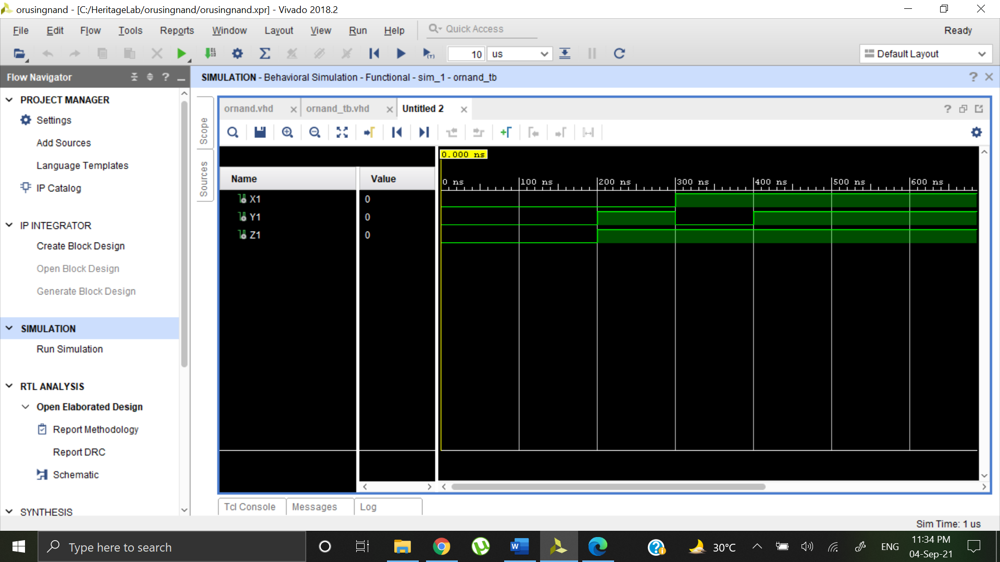 orusingnand - [C:/HeritageLab/orusingnand/orusingnand.xpr] - Vivado 2018.2
File Edit Flow Tools Reports Window Layout View Run Help Quick Access Ready
10 us Default Layout
Flow Navigator
SIMULATION - Behavioral Simulation - Functional - sim_1 - ornand_tb
PROJECT MANAGER
Settings
Add Sources
Language Templates
IP Catalog
IP INTEGRATOR
Create Block Design
Open Block Design
Generate Block Design
SIMULATION
Run Simulation
RTL ANALYSIS
Open Elaborated Design
Report Methodology
Report DRC
Schematic
SYNTHESIS
Scope
Sources
ornand.vhd ornand_tb.vhd Untitled 2
0.000 ns
Name Value
0 ns 100 ns 200 ns 300 ns 400 ns 500 ns 600 ns
X1 0
Y1 0
Z1 0
Tcl Console Messages Log
Sim Time: 1 us
Type here to search
30°C
ENG
11:34 PM
04-Sep-21